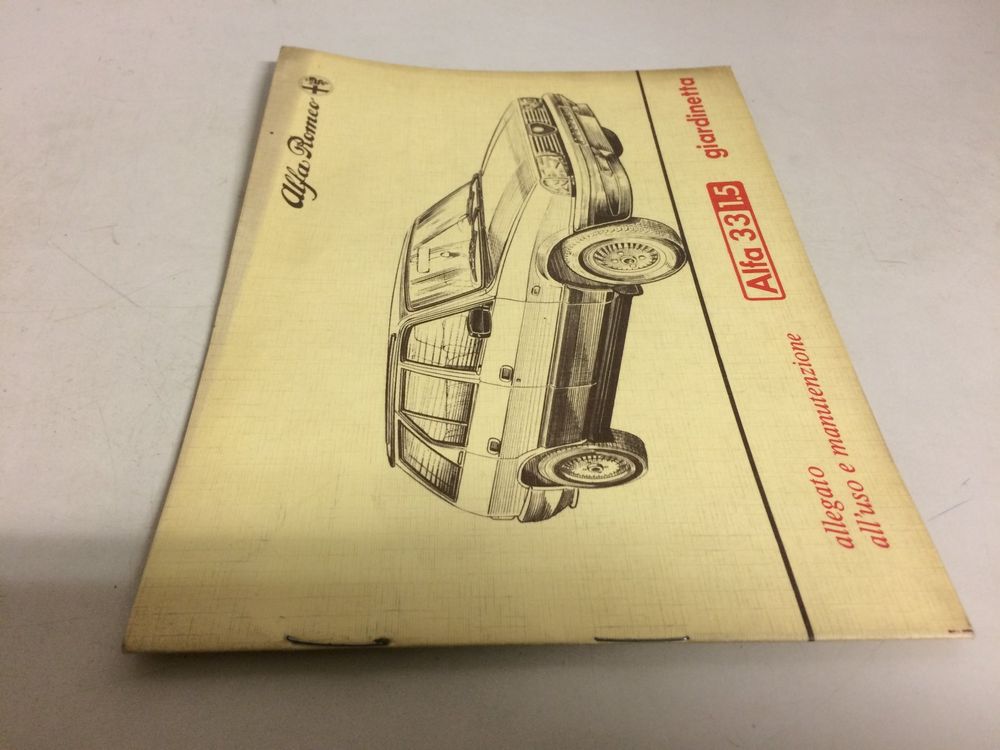 Alfa Romeo
allegato
all'uso e manutenzione
Alfa 33 1.5 giardinetta